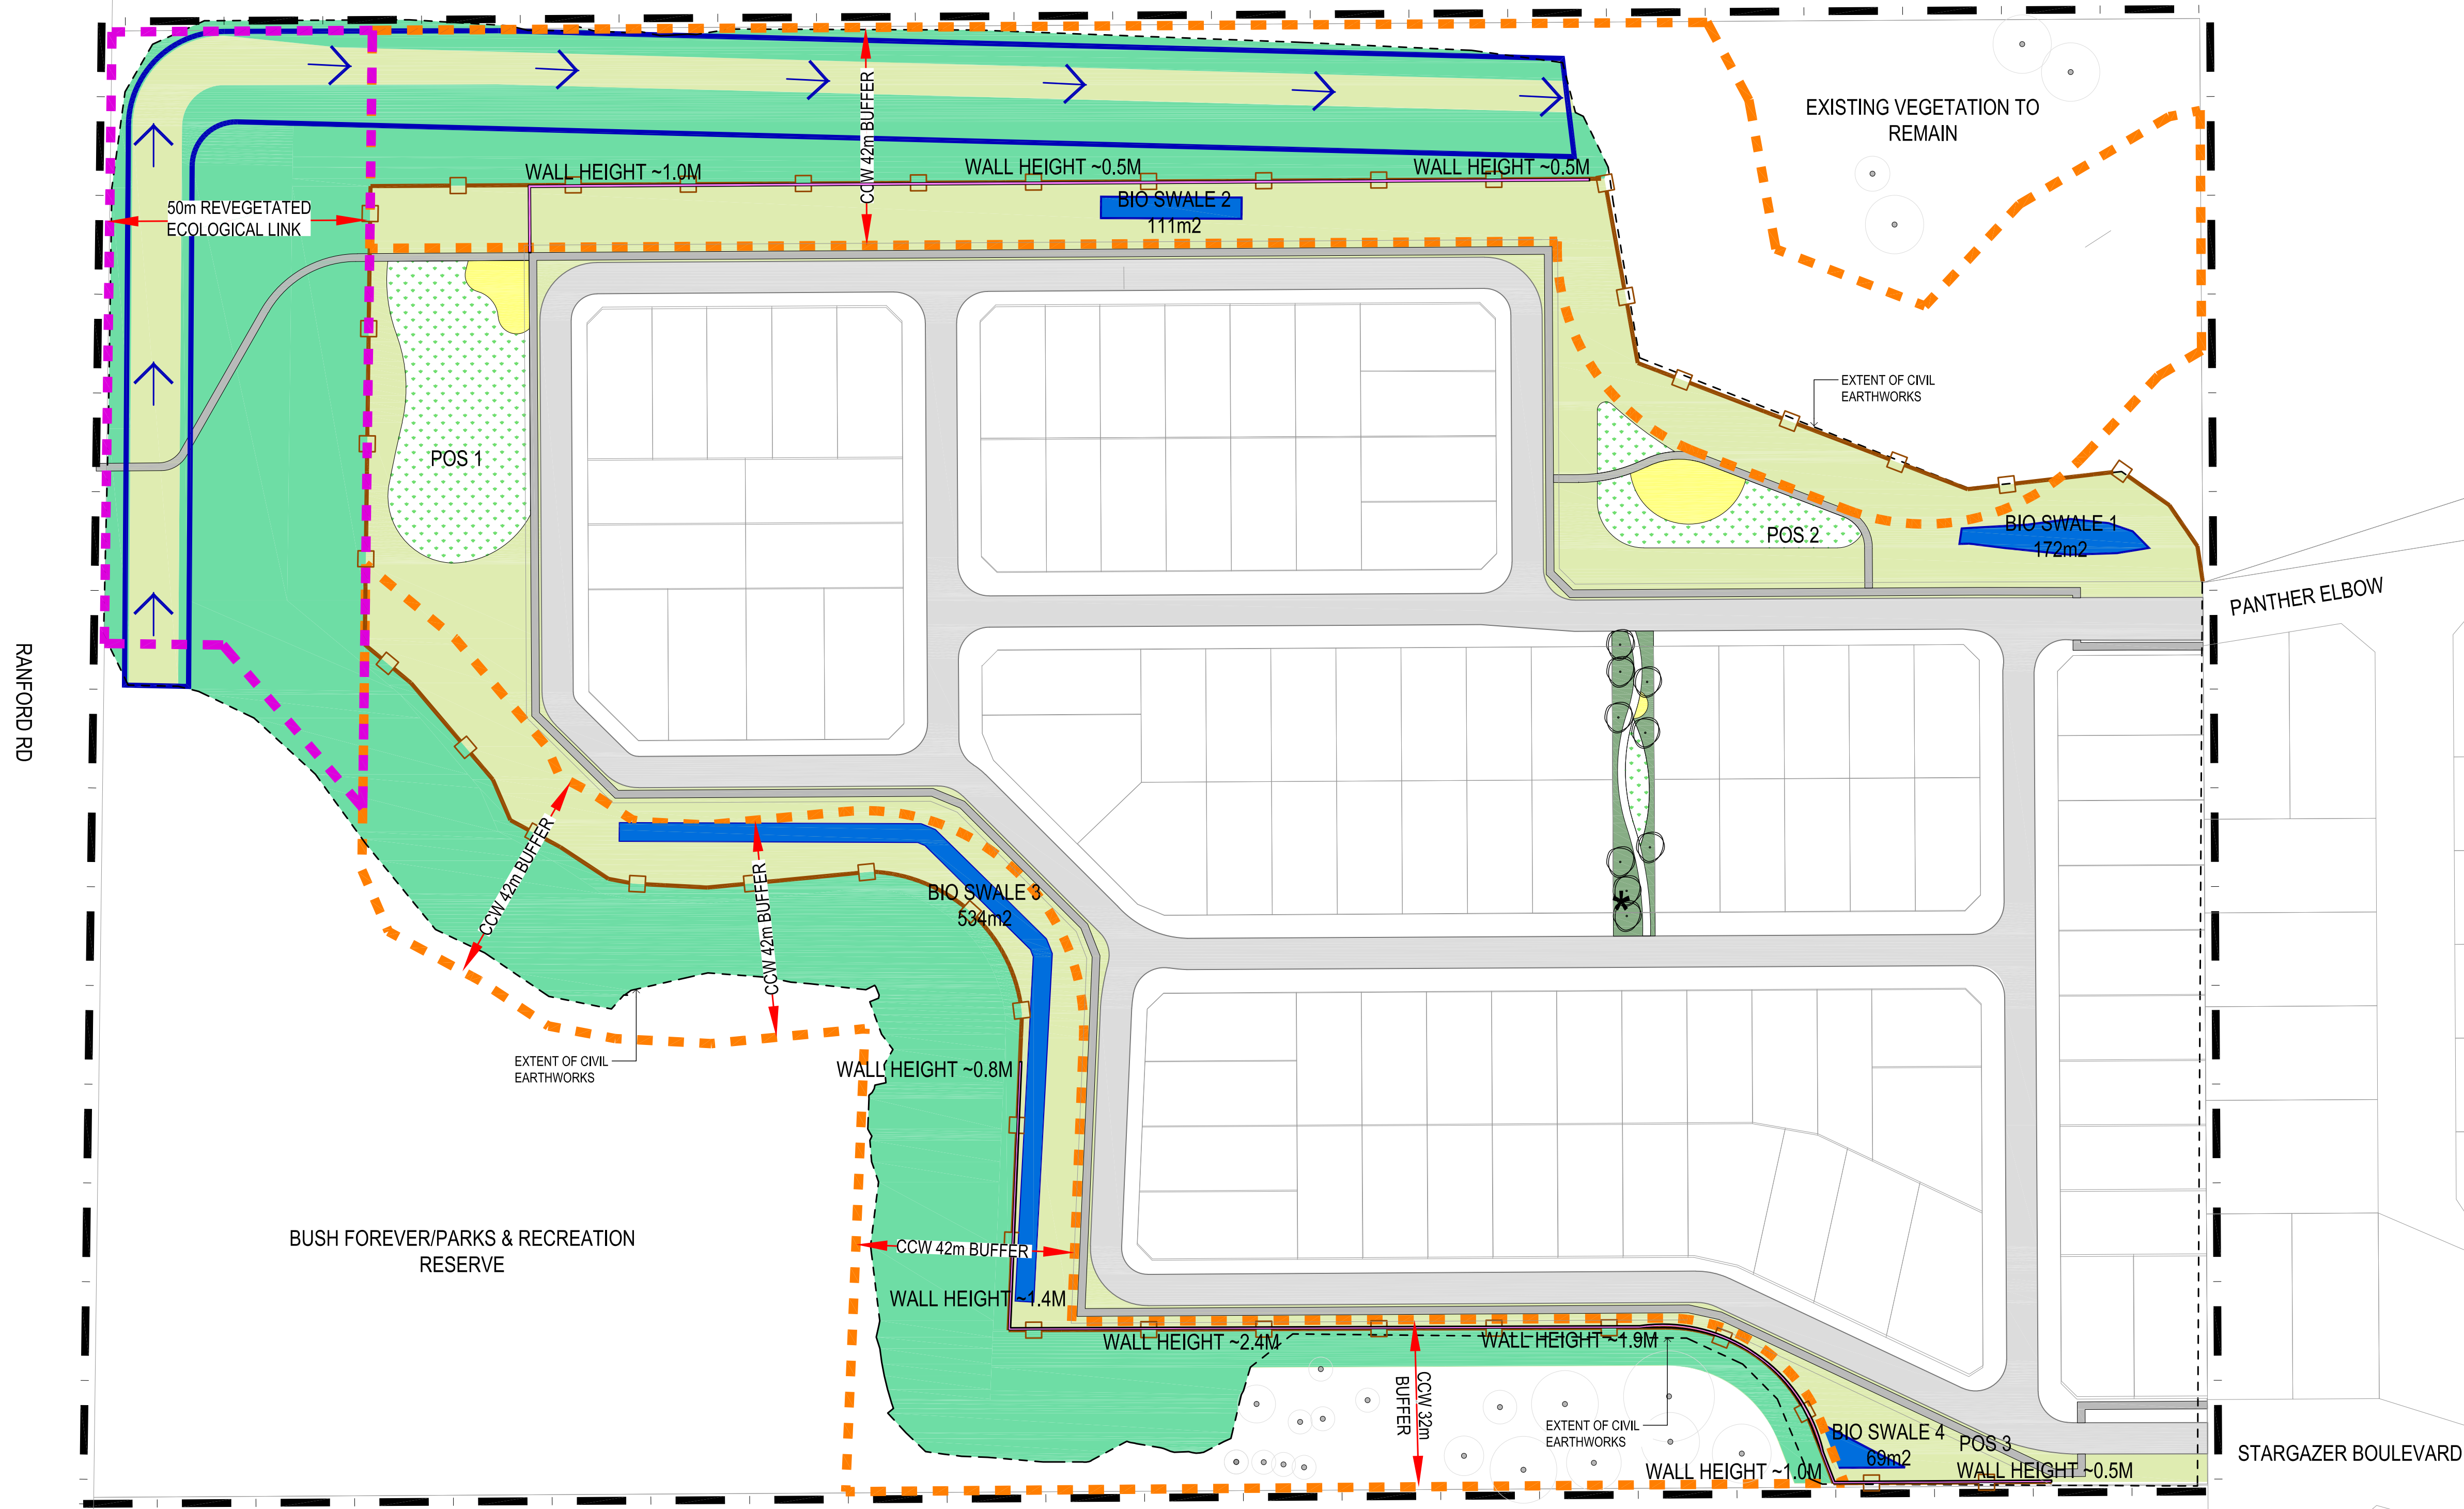 CCW 42m BUFFER
EXISTING VEGETATION TO
REMAIN
WALL HEIGHT ~1.0M
WALL HEIGHT ~0.5M
WALL HEIGHT ~0.5M
50m REVEGETATED
ECOLOGICAL LINK
BIO SWALE 2
111m2
EXTENT OF CIVIL
EARTHWORKS
POS 1
POS 2
BIO SWALE 1
172m2
PANTHER ELBOW
RANFORD RD
CCW 42m BUFFER
CCW 42m BUFFER
BIO SWALE 3
534m2
*
EXTENT OF CIVIL
EARTHWORKS
WALL HEIGHT ~0.8M
BUSH FOREVER/PARKS & RECREATION
RESERVE
CCW 42m BUFFER
WALL HEIGHT ~1.4M
WALL HEIGHT ~2.4M
WALL HEIGHT ~1.9M
CCW 32m
BUFFER
EXTENT OF CIVIL
EARTHWORKS
BIO SWALE 4
69m2
POS 3
WALL HEIGHT ~1.0M
WALL HEIGHT ~0.5M
STARGAZER BOULEVARD